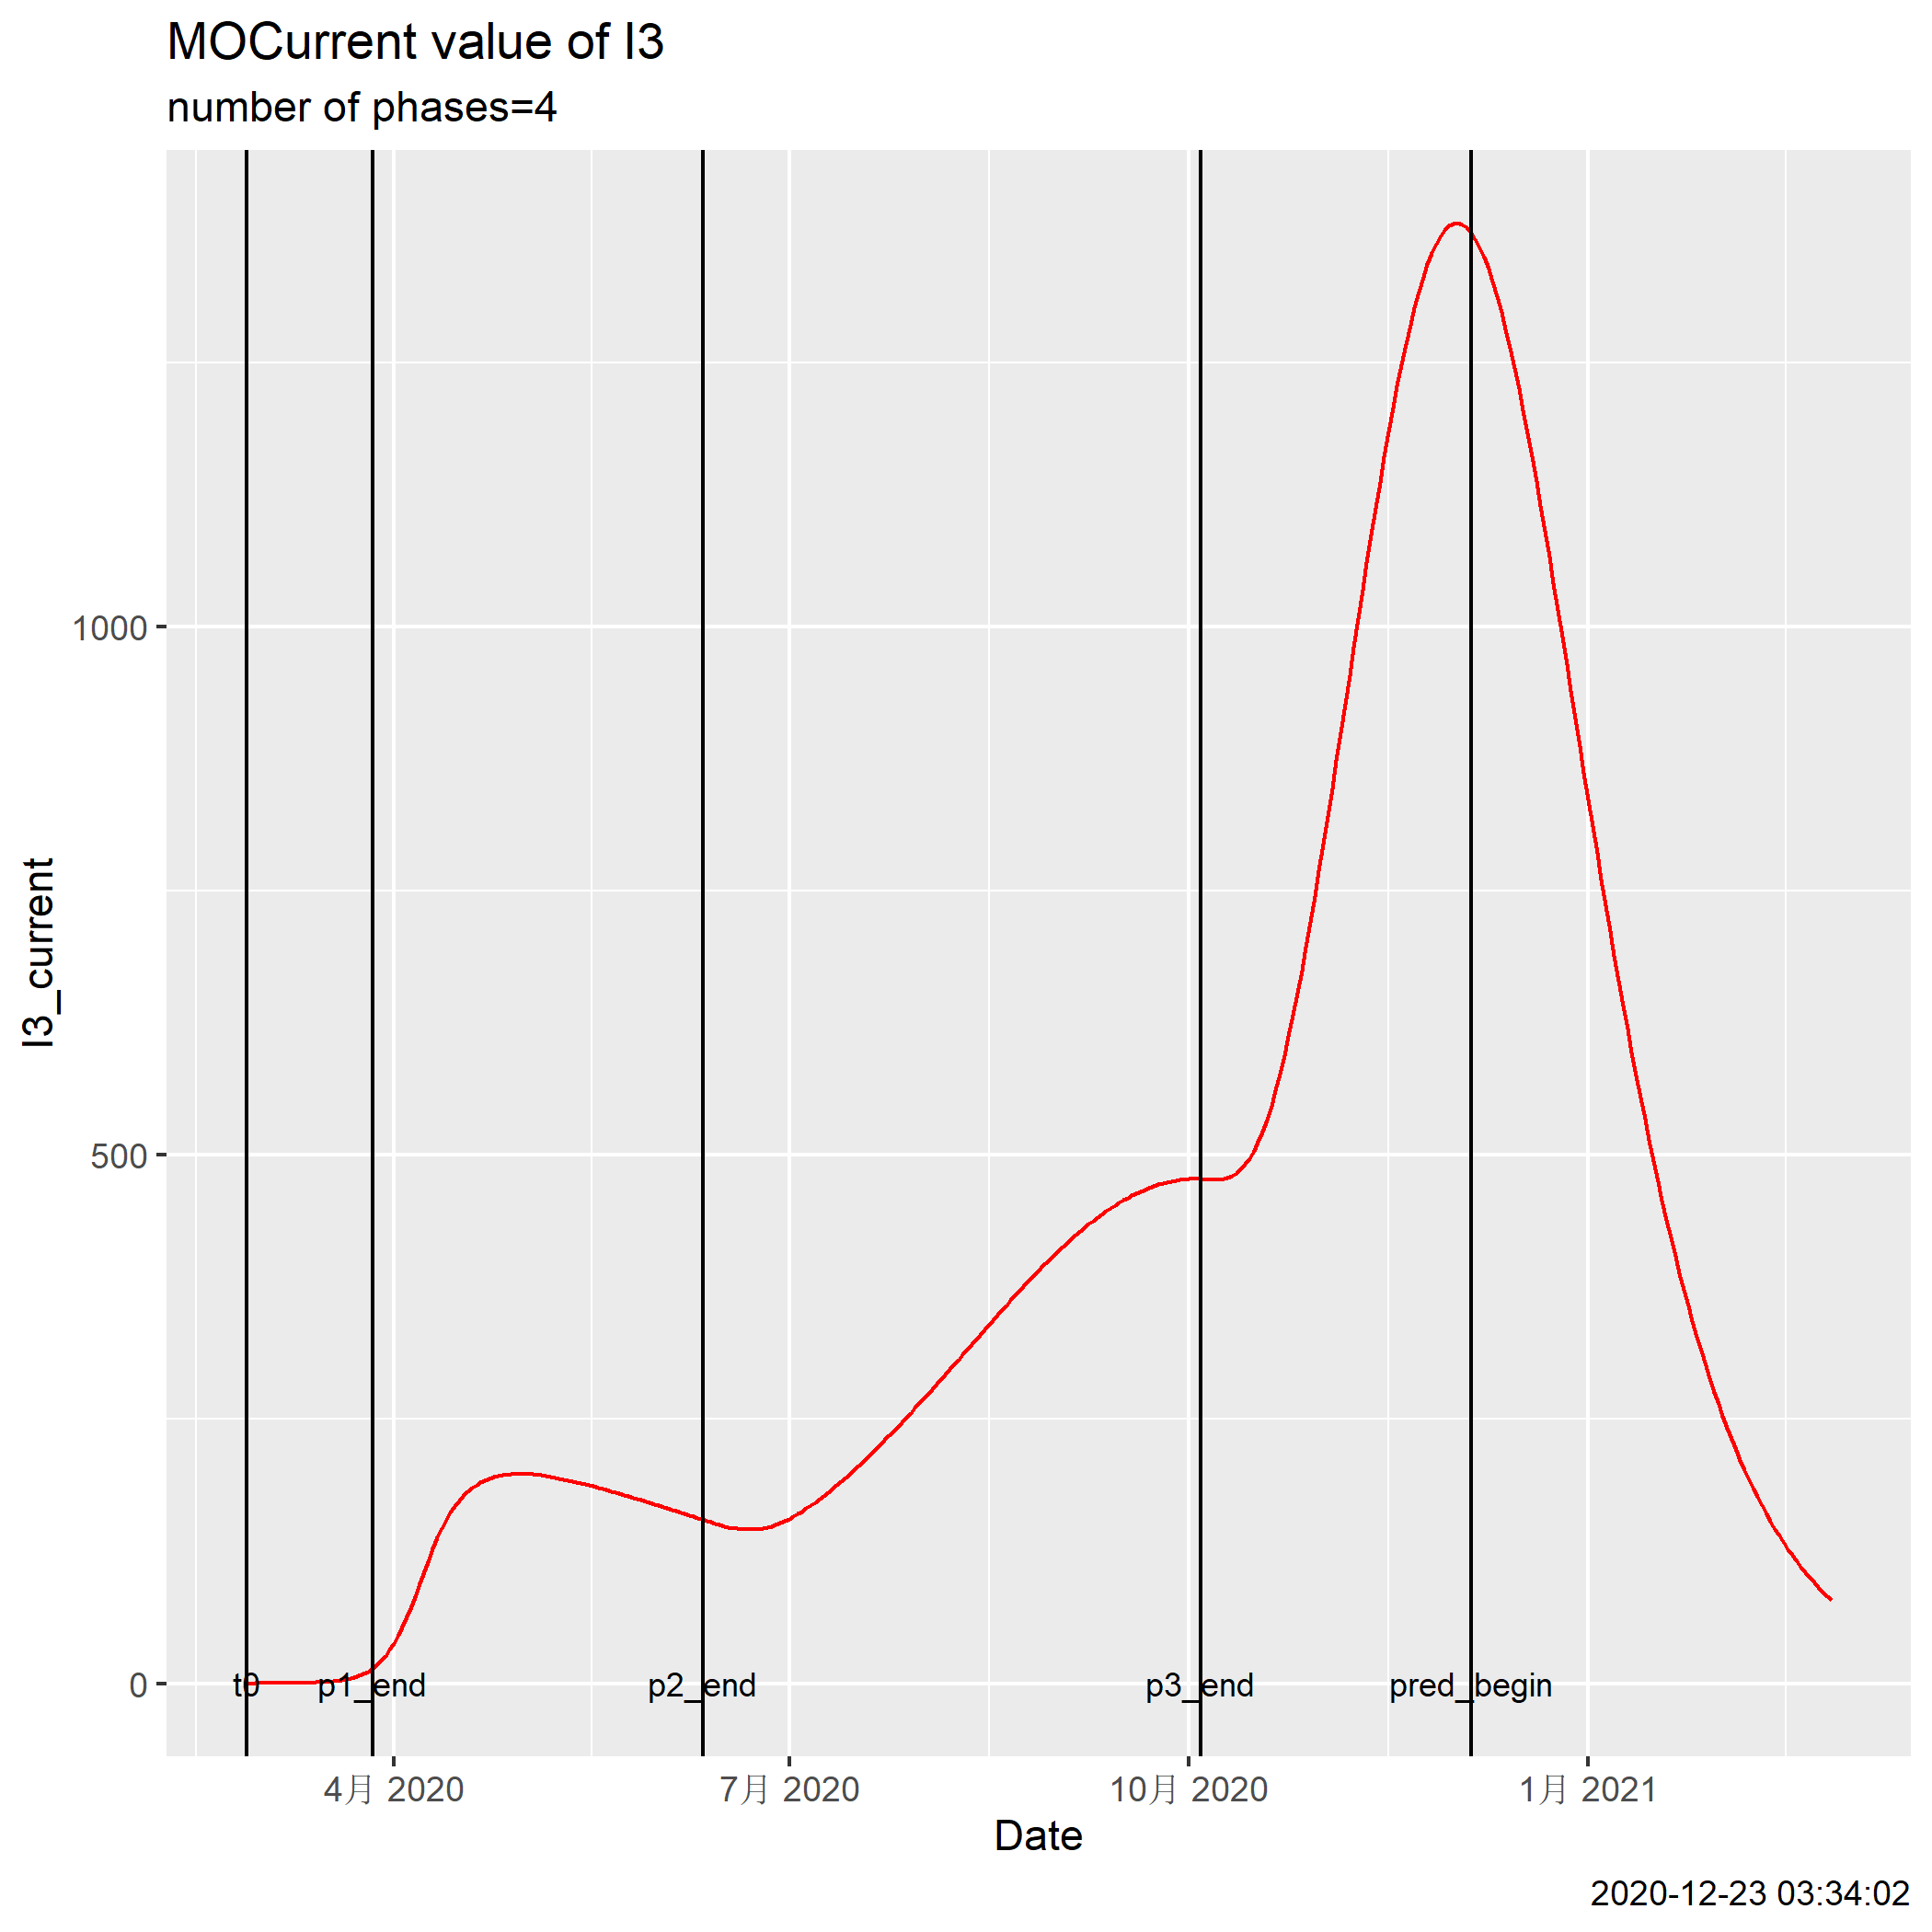 MOCurrent value of I3
number of phases=4
I3_current
1000
500
0
t0
p1_end
p2_end
p3_end
pred_begin
4月 2020
7月 2020
10月 2020
1月 2021
Date
2020-12-23 03:34:02